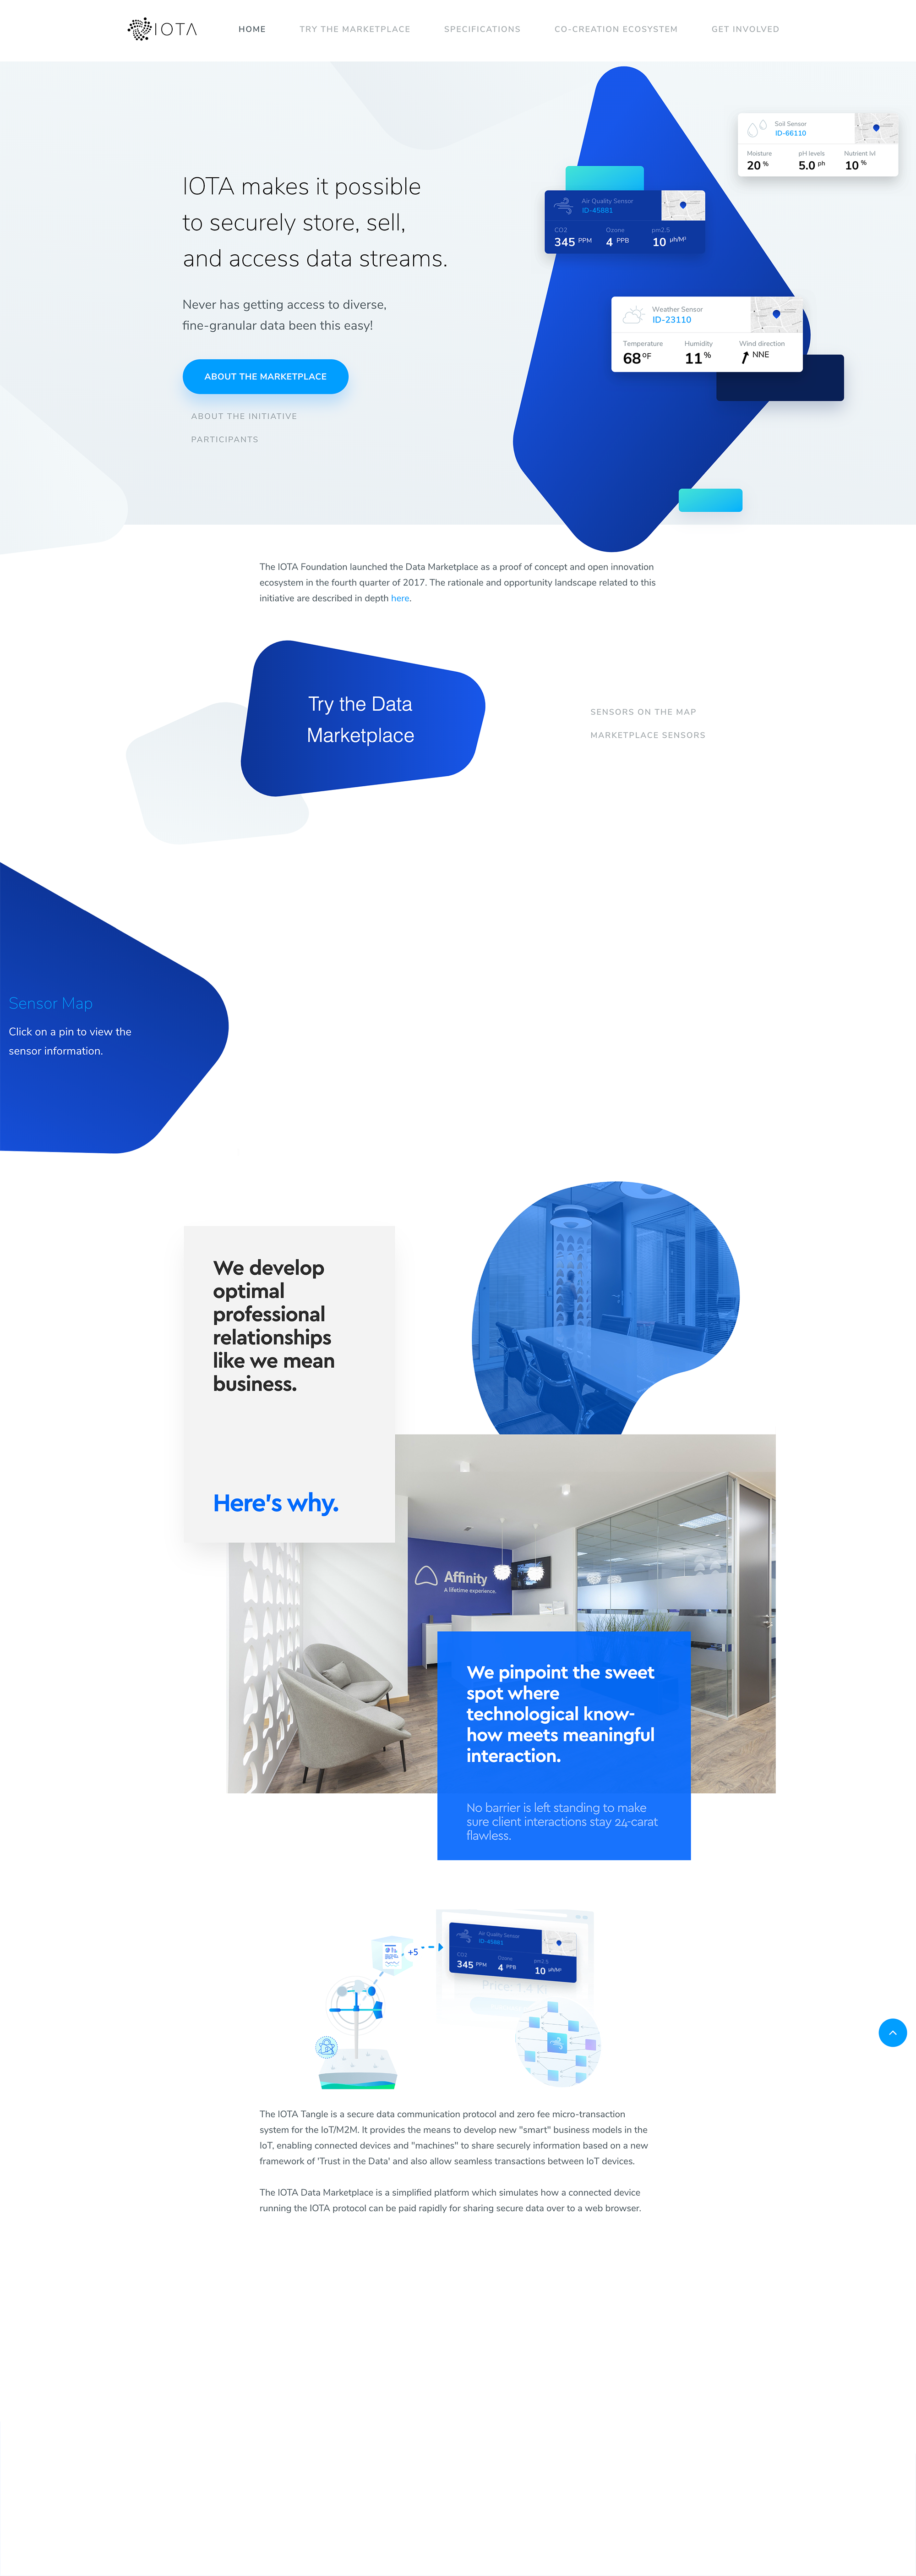 IOTA
HOME
TRY THE MARKETPLACE
SPECIFICATIONS
CO-CREATION ECOSYSTEM
GET INVOLVED
IOTA makes it possible
to securely store, sell,
and access data streams.
Never has getting access to diverse,
fine-granular data been this easy!
ABOUT THE MARKETPLACE
ABOUT THE INITIATIVE
PARTICIPANTS
Soil Sensor
ID-66110
Moisture pH levels Nutrient lvl
20 % 5.0 ph 10 %
Air Quality Sensor
ID-45881
CO2 Ozone pm2.5
345 PPM 4 PPB 10 µh/M³
Weather Sensor
ID-23110
Temperature Humidity Wind direction
68 ºF 11 % NNE
The IOTA Foundation launched the Data Marketplace as a proof of concept and open innovation
ecosystem in the fourth quarter of 2017. The rationale and opportunity landscape related to this
initiative are described in depth here.
Try the Data
Marketplace
SENSORS ON THE MAP
MARKETPLACE SENSORS
Sensor Map
Click on a pin to view the
sensor information.
We develop
optimal
professional
relationships
like we mean
business.
Here's why.
Affinity
A lifetime experience.
We pinpoint the sweet
spot where
technological know-
how meets meaningful
interaction.
No barrier is left standing to make
sure client interactions stay 24-carat
flawless.
+5
Air Quality Sensor
ID-45881
CO2 Ozone pm2.5
345 PPM 4 PPB 10 µh/M³
Price: 1.4 Ki
The IOTA Tangle is a secure data communication protocol and zero fee micro-transaction
system for the IoT/M2M. It provides the means to develop new "smart" business models in the
IoT, enabling connected devices and "machines" to share securely information based on a new
framework of 'Trust in the Data' and also allow seamless transactions between IoT devices.
The IOTA Data Marketplace is a simplified platform which simulates how a connected device
running the IOTA protocol can be paid rapidly for sharing secure data over to a web browser.